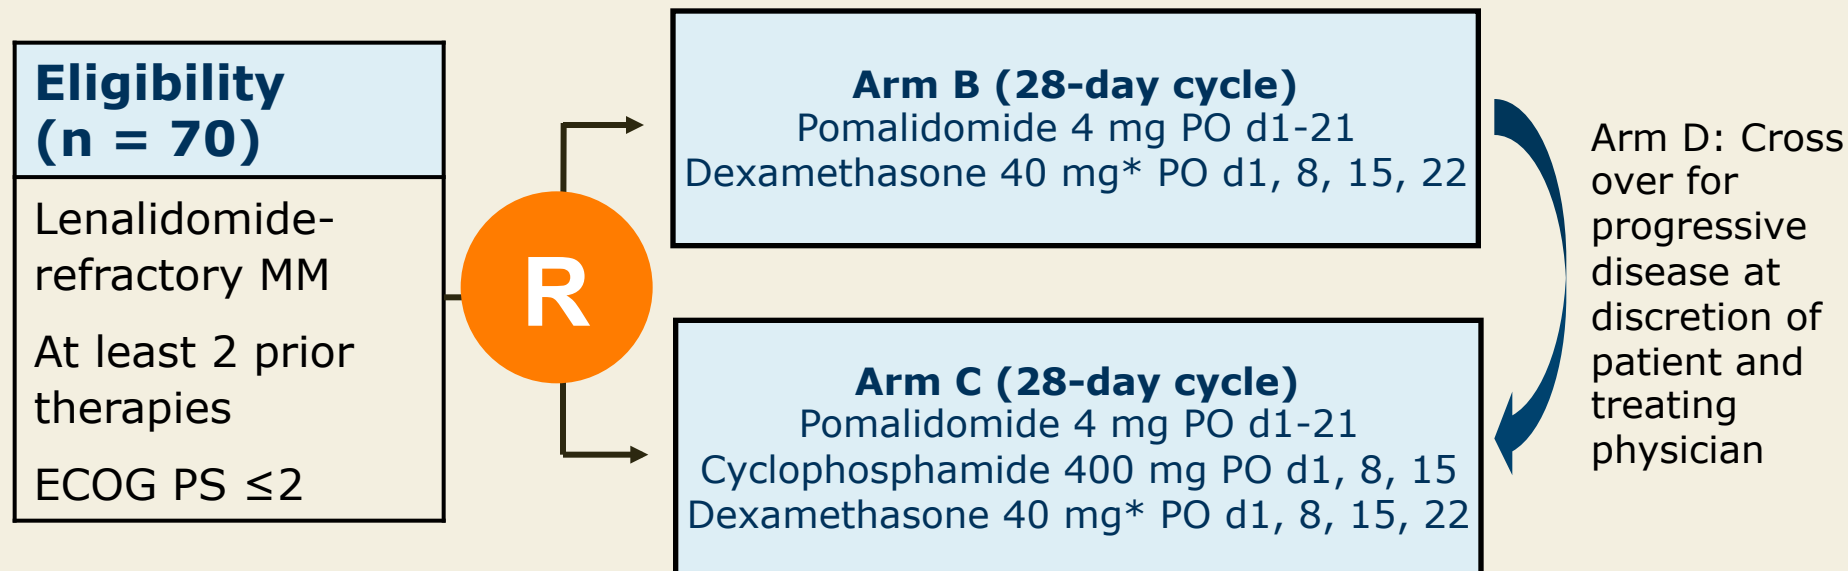 Eligibility
(n = 70)
Lenalidomide-
refractory MM
At least 2 prior
therapies
ECOG PS ≤2
R
Arm B (28-day cycle)
Pomalidomide 4 mg PO d1-21
Dexamethasone 40 mg* PO d1, 8, 15, 22
Arm C (28-day cycle)
Pomalidomide 4 mg PO d1-21
Cyclophosphamide 400 mg PO d1, 8, 15
Dexamethasone 40 mg* PO d1, 8, 15, 22
Arm D: Cross
over for
progressive
disease at
discretion of
patient and
treating
physician